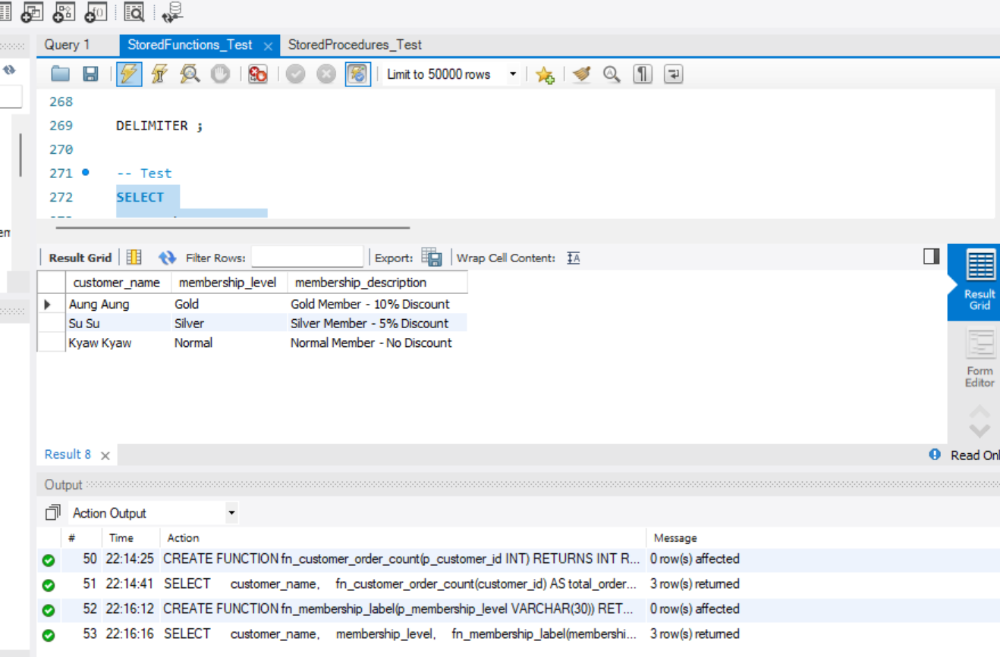 Query 1 StoredFunctions_Test StoredProcedures_Test
Limit to 50000 rows
268
269 DELIMITER ;
270
271 -- Test
272 SELECT
Result Grid Filter Rows: Export: Wrap Cell Content:
customer_name membership_level membership_description
Aung Aung Gold Gold Member - 10% Discount
Su Su Silver Silver Member - 5% Discount
Kyaw Kyaw Normal Normal Member - No Discount
Result
Grid
Form
Editor
Result 8 Read Onl
Output
Action Output
# Time Action Message
50 22:14:25 CREATE FUNCTION fn_customer_order_count(p_customer_id INT) RETURNS INT R... 0 row(s) affected
51 22:14:41 SELECT customer_name, fn_customer_order_count(customer_id) AS total_order... 3 row(s) returned
52 22:16:12 CREATE FUNCTION fn_membership_label(p_membership_level VARCHAR(30)) RET... 0 row(s) affected
53 22:16:16 SELECT customer_name, membership_level, fn_membership_label(membershi... 3 row(s) returned